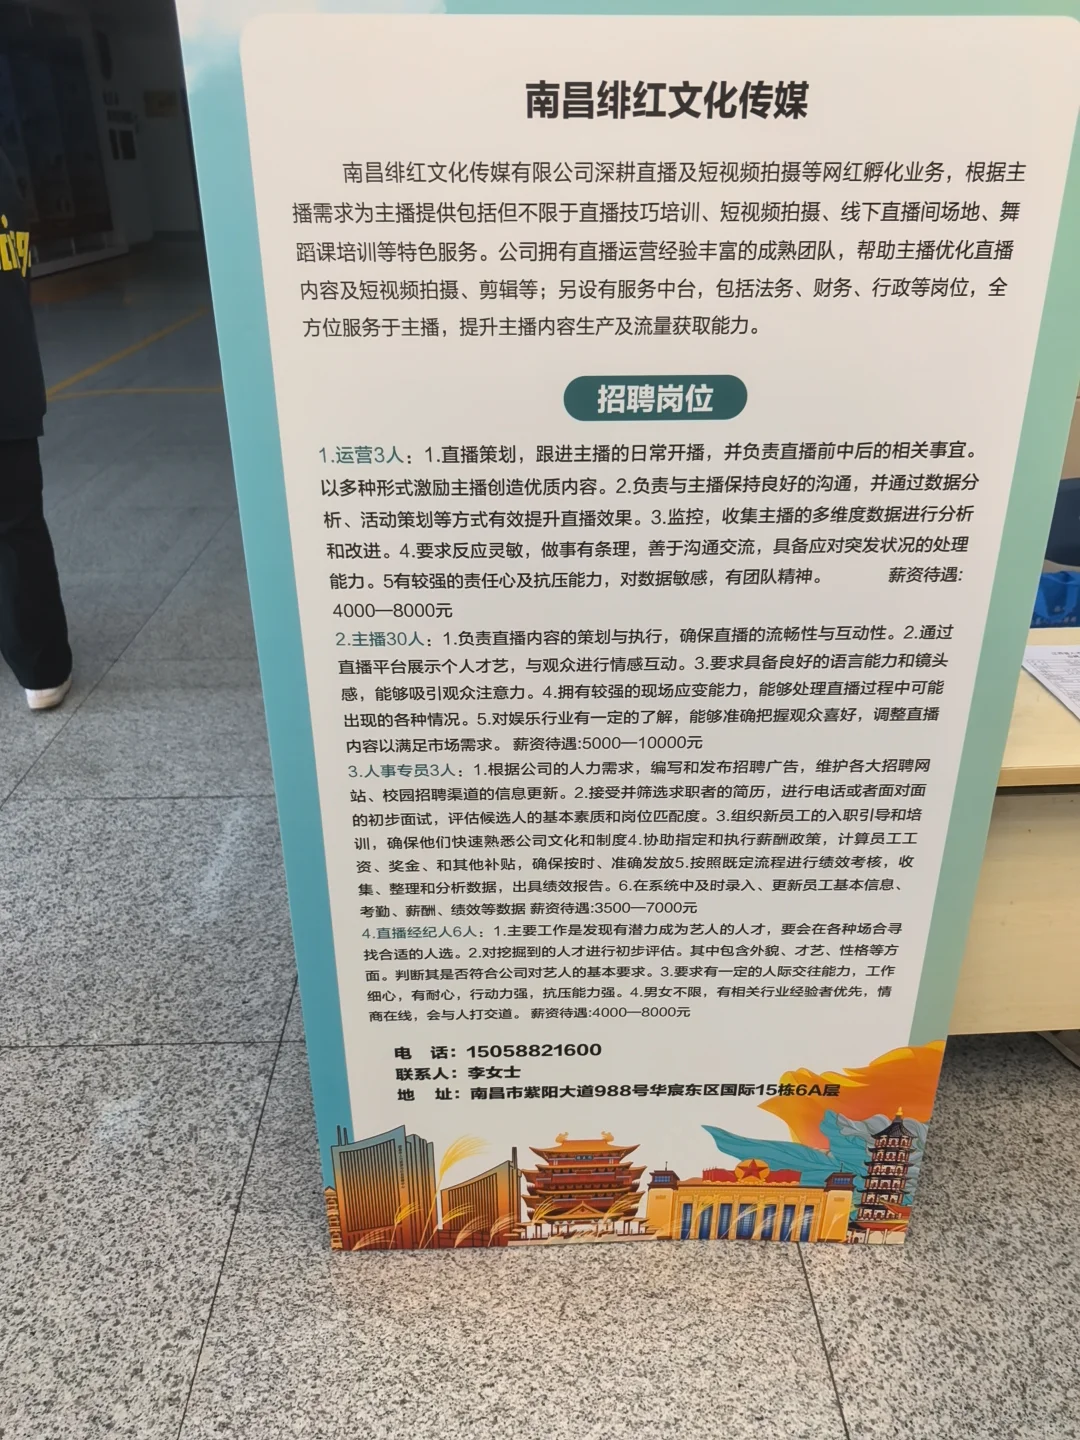 南昌绯红文化传媒
南昌绯红文化传媒有限公司深耕直播及短视频拍摄等网红孵化业务，根据主
播需求为主播提供包括但不限于直播技巧培训、短视频拍摄、线下直播间场地、舞
蹈课培训等特色服务。公司拥有直播运营经验丰富的成熟团队，帮助主播优化直播
内容及短视频拍摄、剪辑等；另设有服务中台，包括法务、财务、行政等岗位，全
方位服务于主播，提升主播内容生产及流量获取能力。
招聘岗位
1.运营3人：1.直播策划，跟进主播的日常开播，并负责直播前中后的相关事宜。
以多种形式激励主播创造优质内容。2.负责与主播保持良好的沟通，并通过数据分
析、活动策划等方式有效提升直播效果。3.监控，收集主播的多维度数据进行分析
和改进。4.要求反应灵敏，做事有条理，善于沟通交流，具备应对突发状况的处理
能力。5有较强的责任心及抗压能力，对数据敏感，有团队精神。 薪资待遇:
4000—8000元
2.主播30人：1.负责直播内容的策划与执行，确保直播的流畅性与互动性。2.通过
直播平台展示个人才艺，与观众进行情感互动。3.要求具备良好的语言能力和镜头
感，能够吸引观众注意力。4.拥有较强的现场应变能力，能够处理直播过程中可能
出现的各种情况。5.对娱乐行业有一定的了解，能够准确把握观众喜好，调整直播
内容以满足市场需求。 薪资待遇:5000—10000元
3.人事专员3人：1.根据公司的人力需求，编写和发布招聘广告，维护各大招聘网
站、校园招聘渠道的信息更新。2.接受并筛选求职者的简历，进行电话或者面对面
的初步面试，评估候选人的基本素质和岗位匹配度。3.组织新员工的入职引导和培
训，确保他们快速熟悉公司文化和制度4.协助指定和执行薪酬政策，计算员工工
资、奖金、和其他补贴，确保按时、准确发放5.按照既定流程进行绩效考核，收
集、整理和分析数据，出具绩效报告。6.在系统中及时录入、更新员工基本信息、
考勤、薪酬、绩效等数据 薪资待遇:3500—7000元
4.直播经纪人6人：1.主要工作是发现有潜力成为艺人的人才，要会在各种场合寻
找合适的人选。2.对挖掘到的人才进行初步评估。其中包含外貌、才艺、性格等方
面。判断其是否符合公司对艺人的基本要求。3.要求有一定的人际交往能力，工作
细心，有耐心，行动力强，抗压能力强。4.男女不限，有相关行业经验者优先，情
商在线，会与人打交道。 薪资待遇:4000—8000元
电 话：15058821600
联系人：李女士
地 址：南昌市紫阳大道988号华宸东区国际15栋6A层